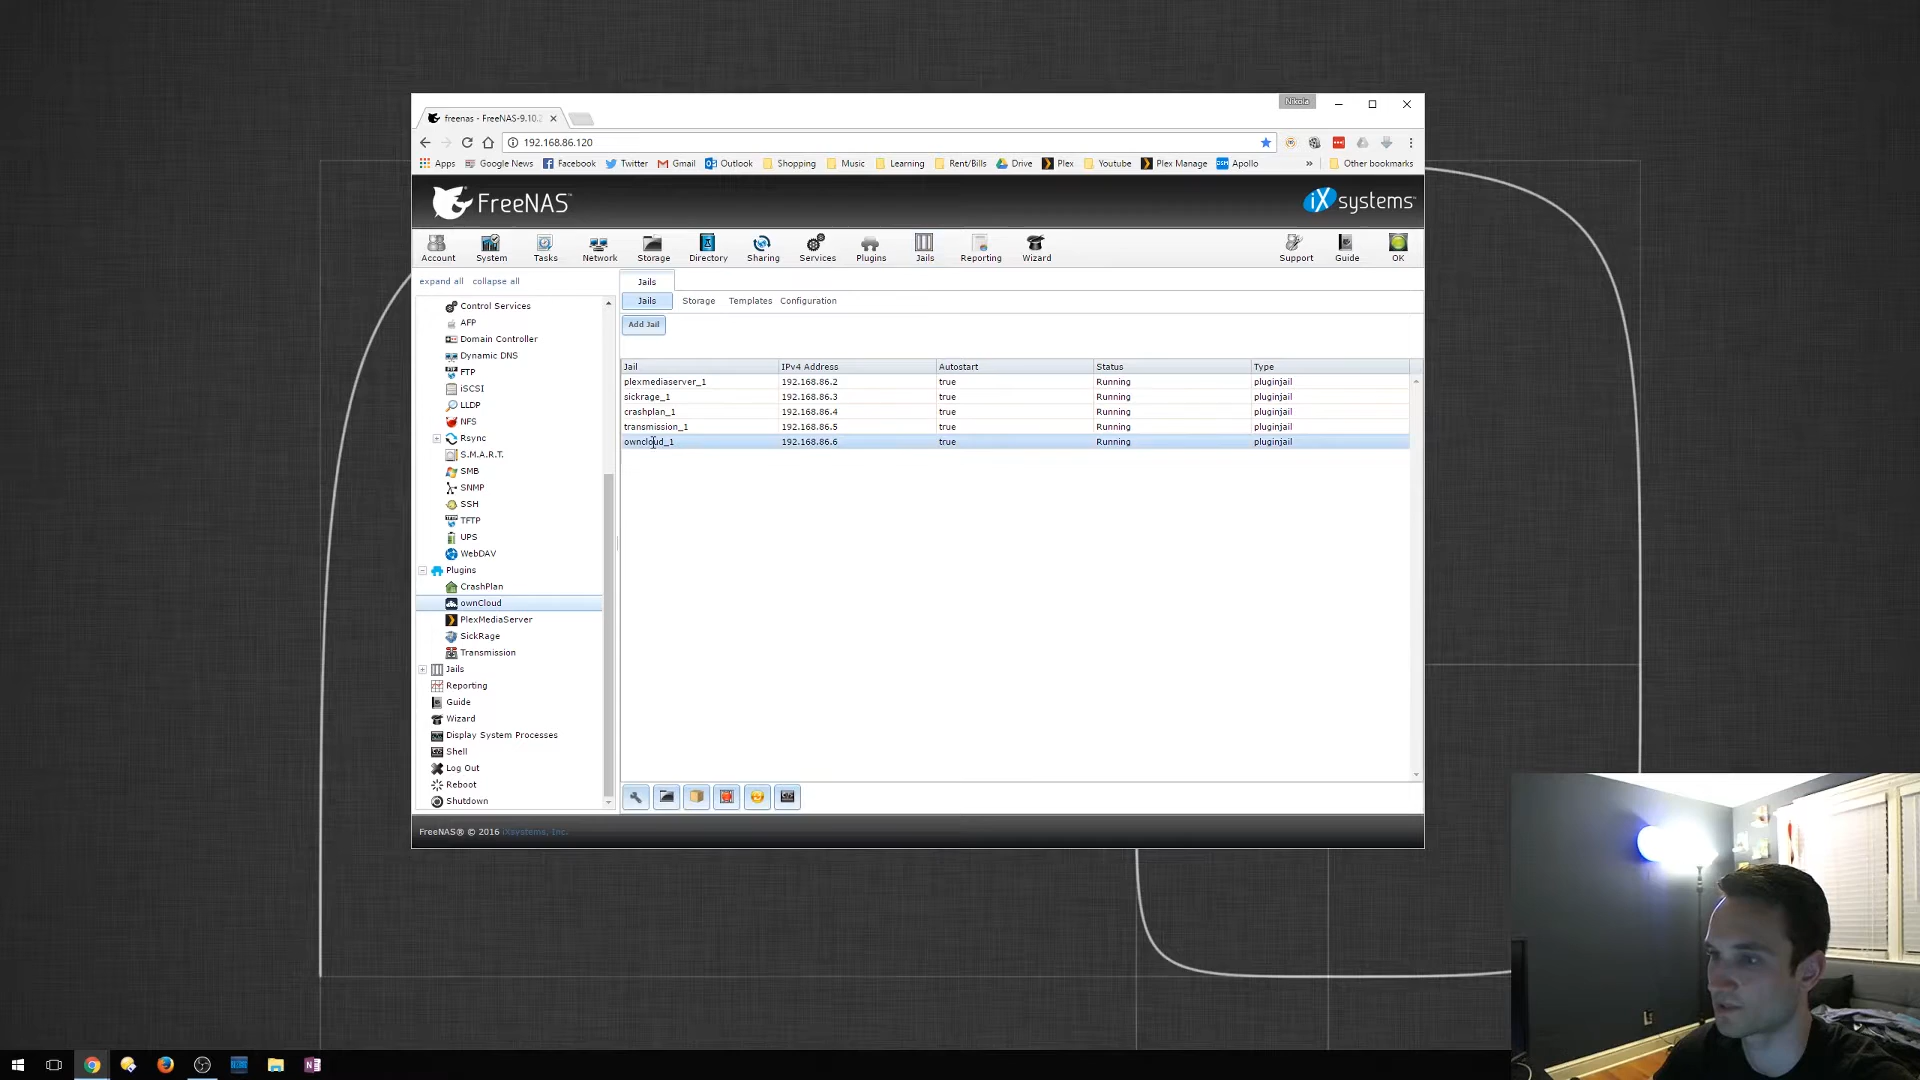 Nikola
freenas - FreeNAS-9.10.2
192.168.86.120
Apps Google News Facebook Twitter Gmail Outlook Shopping Music Learning Rent/Bills Drive Plex Youtube Plex Manage Apollo » Other bookmarks
FreeNAS
iXsystems
Account System Tasks Network Storage Directory Sharing Services Plugins Jails Reporting Wizard Support Guide OK
expand all collapse all
Control Services
AFP
Domain Controller
Dynamic DNS
FTP
iSCSI
LLDP
NFS
Rsync
S.M.A.R.T.
SMB
SNMP
SSH
TFTP
UPS
WebDAV
Plugins
CrashPlan
ownCloud
PlexMediaServer
SickRage
Transmission
Jails
Reporting
Guide
Wizard
Display System Processes
Shell
Log Out
Reboot
Shutdown
Jails
Jails Storage Templates Configuration
Add Jail
Jail IPv4 Address Autostart Status Type
plexmediaserver_1 192.168.86.2 true Running pluginjail
sickrage_1 192.168.86.3 true Running pluginjail
crashplan_1 192.168.86.4 true Running pluginjail
transmission_1 192.168.86.5 true Running pluginjail
owncloud_1 192.168.86.6 true Running pluginjail
FreeNAS® © 2016 iXsystems, Inc.